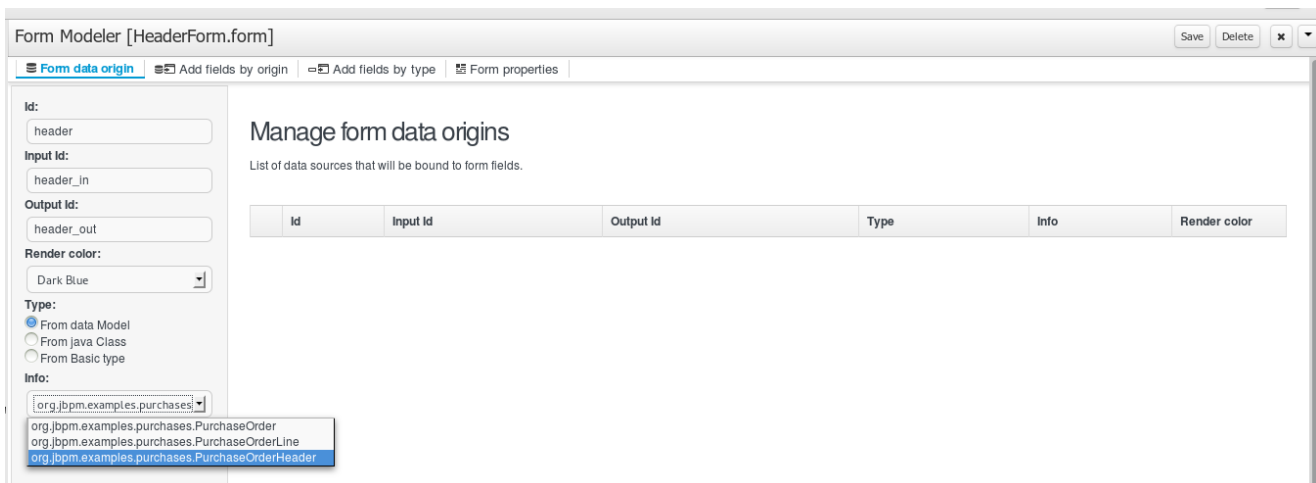 Form Modeler [HeaderForm.form]
Save Delete
Form data origin Add fields by origin Add fields by type Form properties
Id:
header
Input Id:
header_in
Output Id:
header_out
Render color:
Dark Blue
Type:
From data Model
From java Class
From Basic type
Info:
org.jbpm.examples.purchases
org.jbpm.examples.purchases.PurchaseOrder
org.jbpm.examples.purchases.PurchaseOrderLine
org.jbpm.examples.purchases.PurchaseOrderHeader
Manage form data origins
List of data sources that will be bound to form fields.
Id Input Id Output Id Type Info Render color